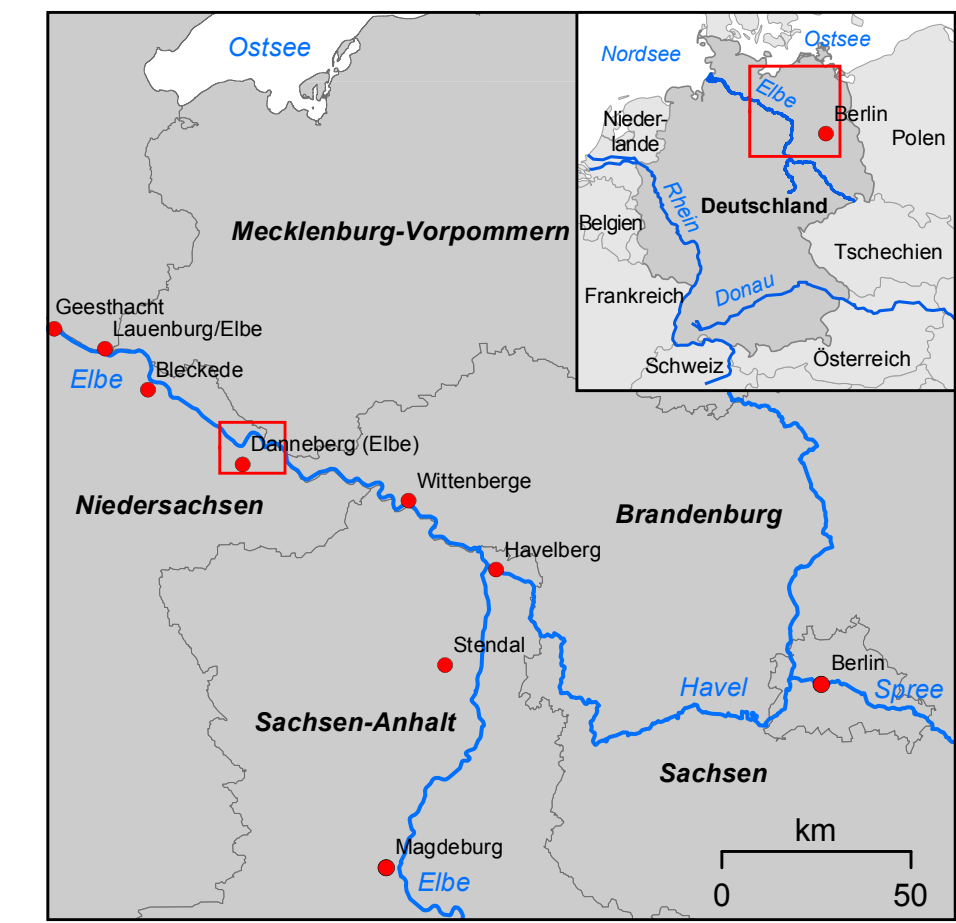 Ostsee
Mecklenburg-Vorpommern
Geesthacht
Lauenburg/Elbe
Elbe
Bleckede
Danneberg (Elbe)
Niedersachsen
Wittenberge
Brandenburg
Havelberg
Stendal
Berlin
Havel
Spree
Sachsen-Anhalt
Sachsen
Magdeburg
Elbe
km
0
50
Nordsee
Ostsee
Elbe
Berlin
Nieder-
lande
Polen
Rhein
Belgien
Deutschland
Tschechien
Frankreich
Donau
Schweiz
Österreich